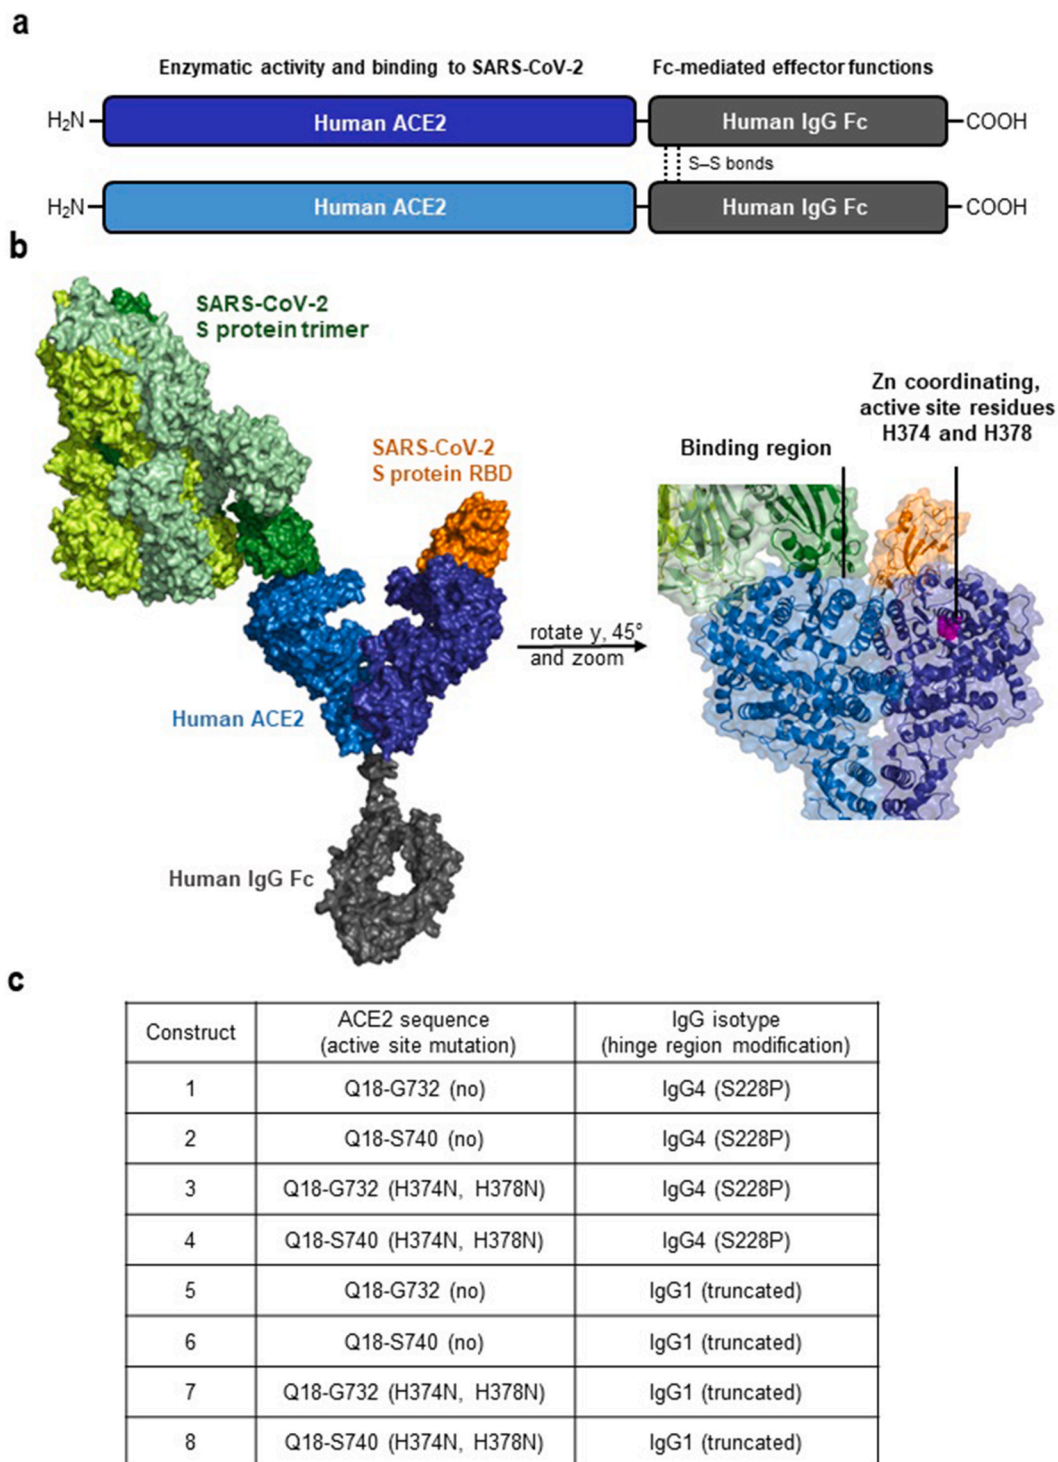 a
Enzymatic activity and binding to SARS-CoV-2 Fc-mediated effector functions
H₂N Human ACE2 Human IgG Fc COOH
S–S bonds
H₂N Human ACE2 Human IgG Fc COOH
b
SARS-CoV-2
S protein trimer
SARS-CoV-2
S protein RBD
Human ACE2
Human IgG Fc
rotate y, 45°
and zoom
Binding region
Zn coordinating,
active site residues
H374 and H378
c
Construct ACE2 sequence (active site mutation) IgG isotype (hinge region modification)
1 Q18-G732 (no) IgG4 (S228P)
2 Q18-S740 (no) IgG4 (S228P)
3 Q18-G732 (H374N, H378N) IgG4 (S228P)
4 Q18-S740 (H374N, H378N) IgG4 (S228P)
5 Q18-G732 (no) IgG1 (truncated)
6 Q18-S740 (no) IgG1 (truncated)
7 Q18-G732 (H374N, H378N) IgG1 (truncated)
8 Q18-S740 (H374N, H378N) IgG1 (truncated)